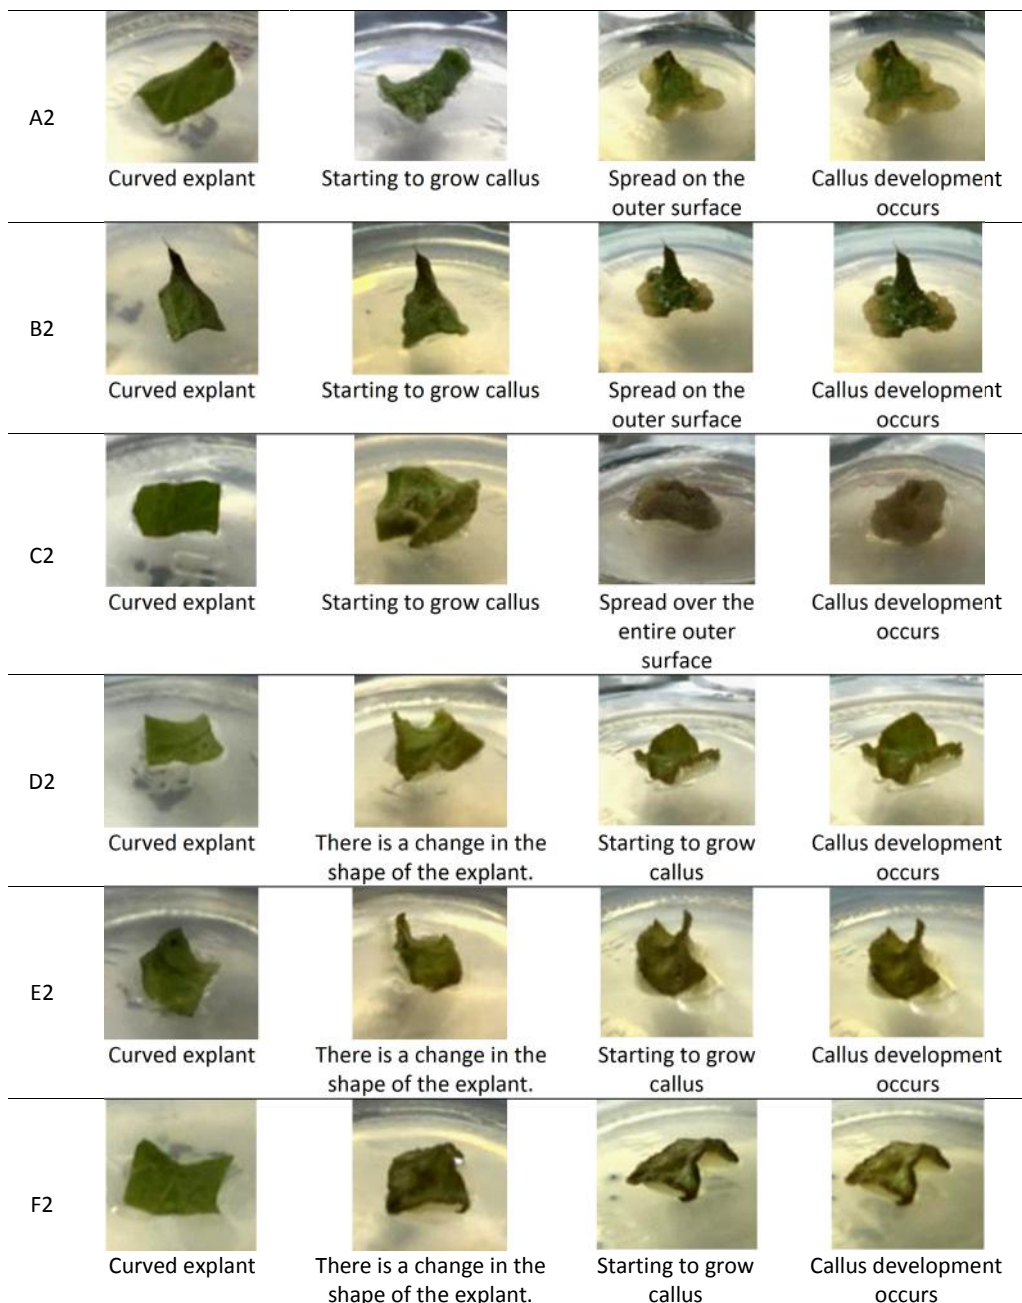 A2
Curved explant
Starting to grow callus
Spread on the
outer surface
Callus development
occurs
B2
Curved explant
Starting to grow callus
Spread on the
outer surface
Callus development
occurs
C2
Curved explant
Starting to grow callus
Spread over the
entire outer
surface
Callus development
occurs
D2
Curved explant
There is a change in the
shape of the explant.
Starting to grow
callus
Callus development
occurs
E2
Curved explant
There is a change in the
shape of the explant.
Starting to grow
callus
Callus development
occurs
F2
Curved explant
There is a change in the
shape of the explant.
Starting to grow
callus
Callus development
occurs